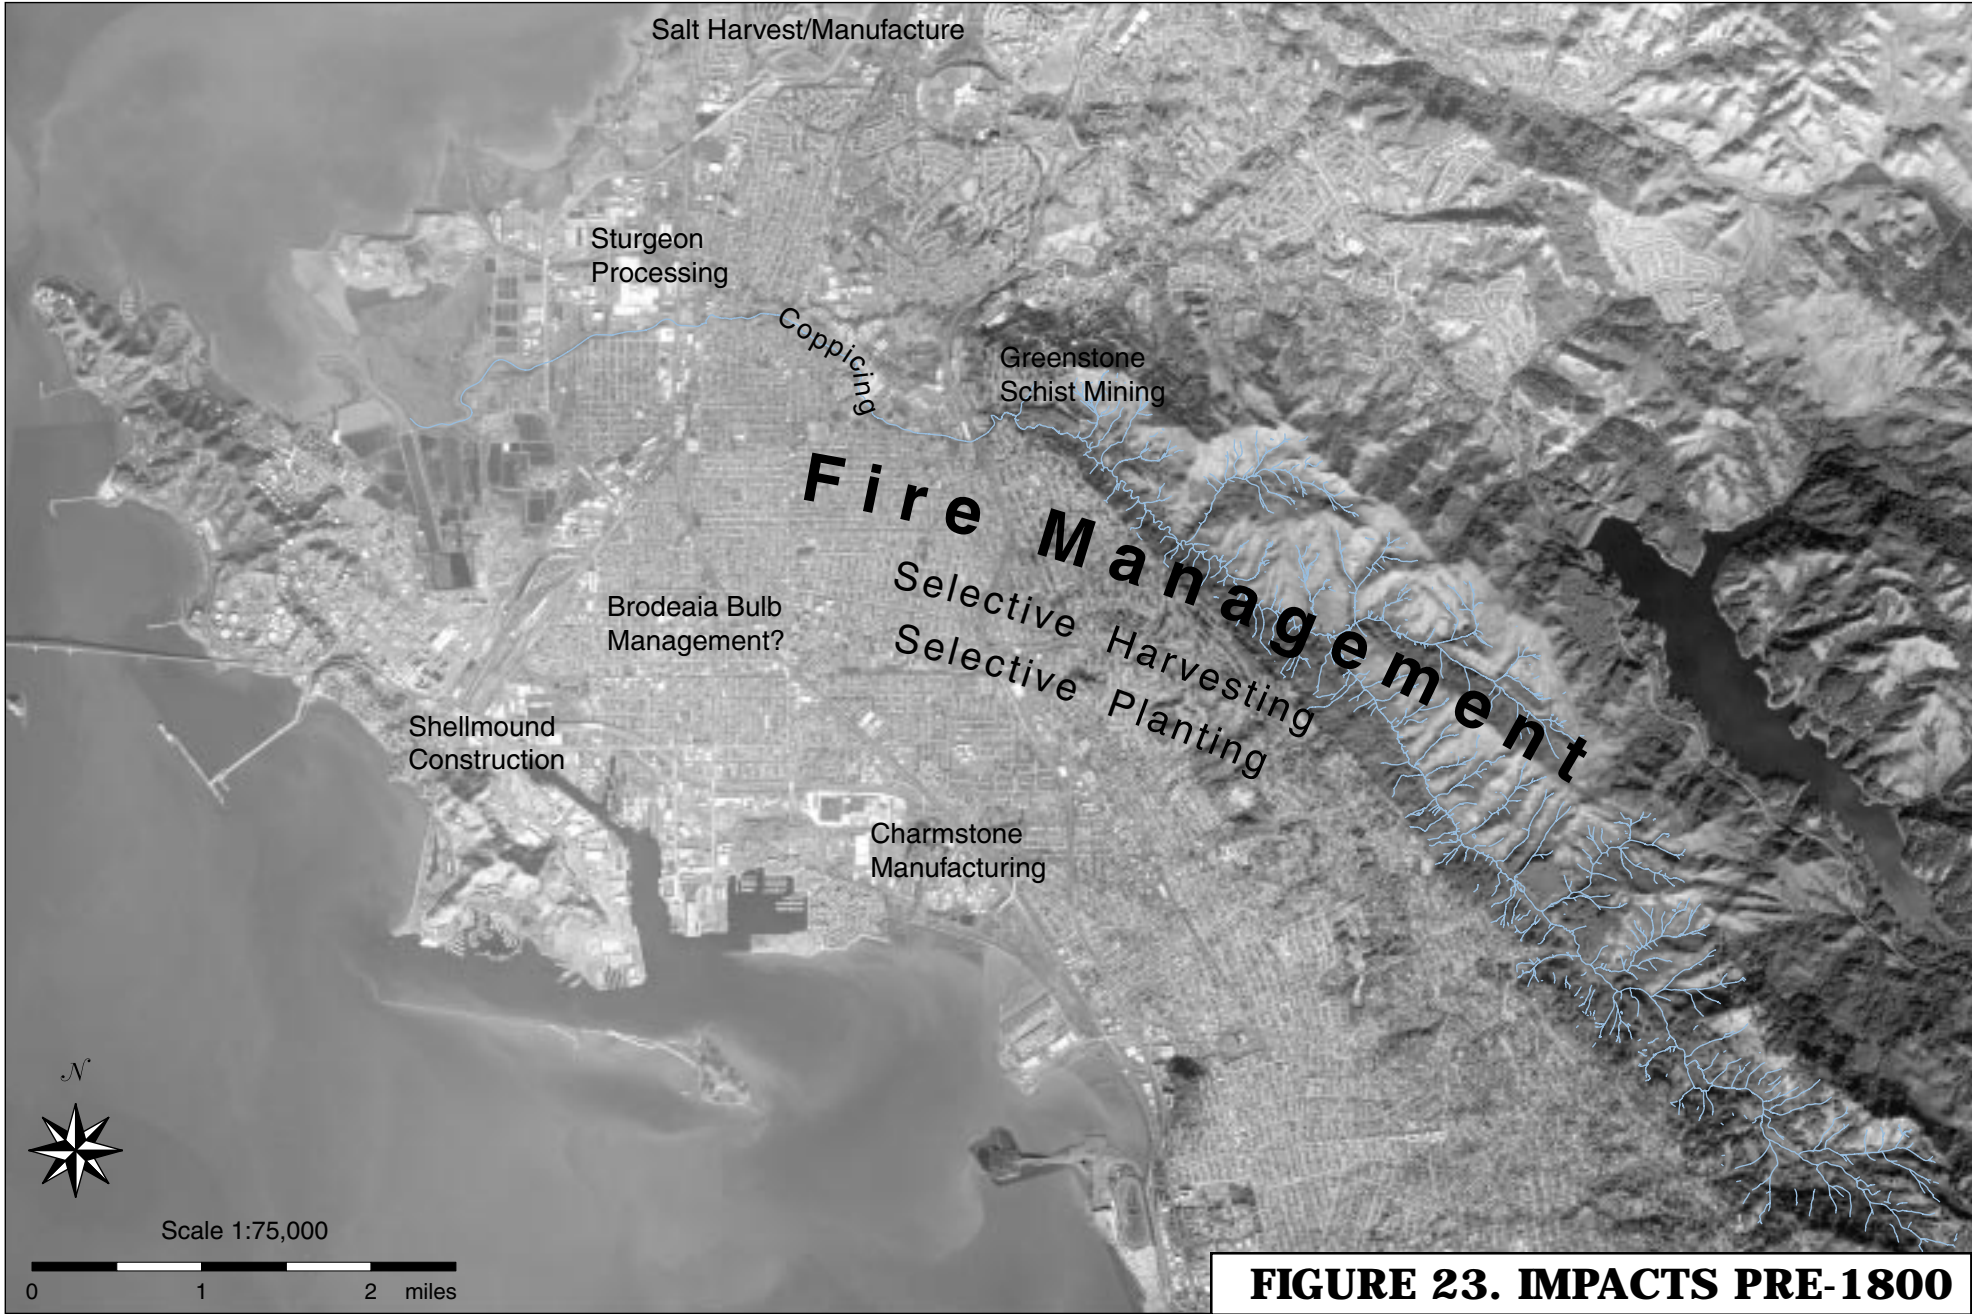 Salt Harvest/Manufacture
Sturgeon
Processing
Coppicing
Greenstone
Schist Mining
Fire Management
Selective Harvesting
Selective Planting
Brodeaia Bulb
Management?
Shellmound
Construction
Charmstone
Manufacturing
N
Scale 1:75,000
0 1 2 miles
FIGURE 23. IMPACTS PRE-1800